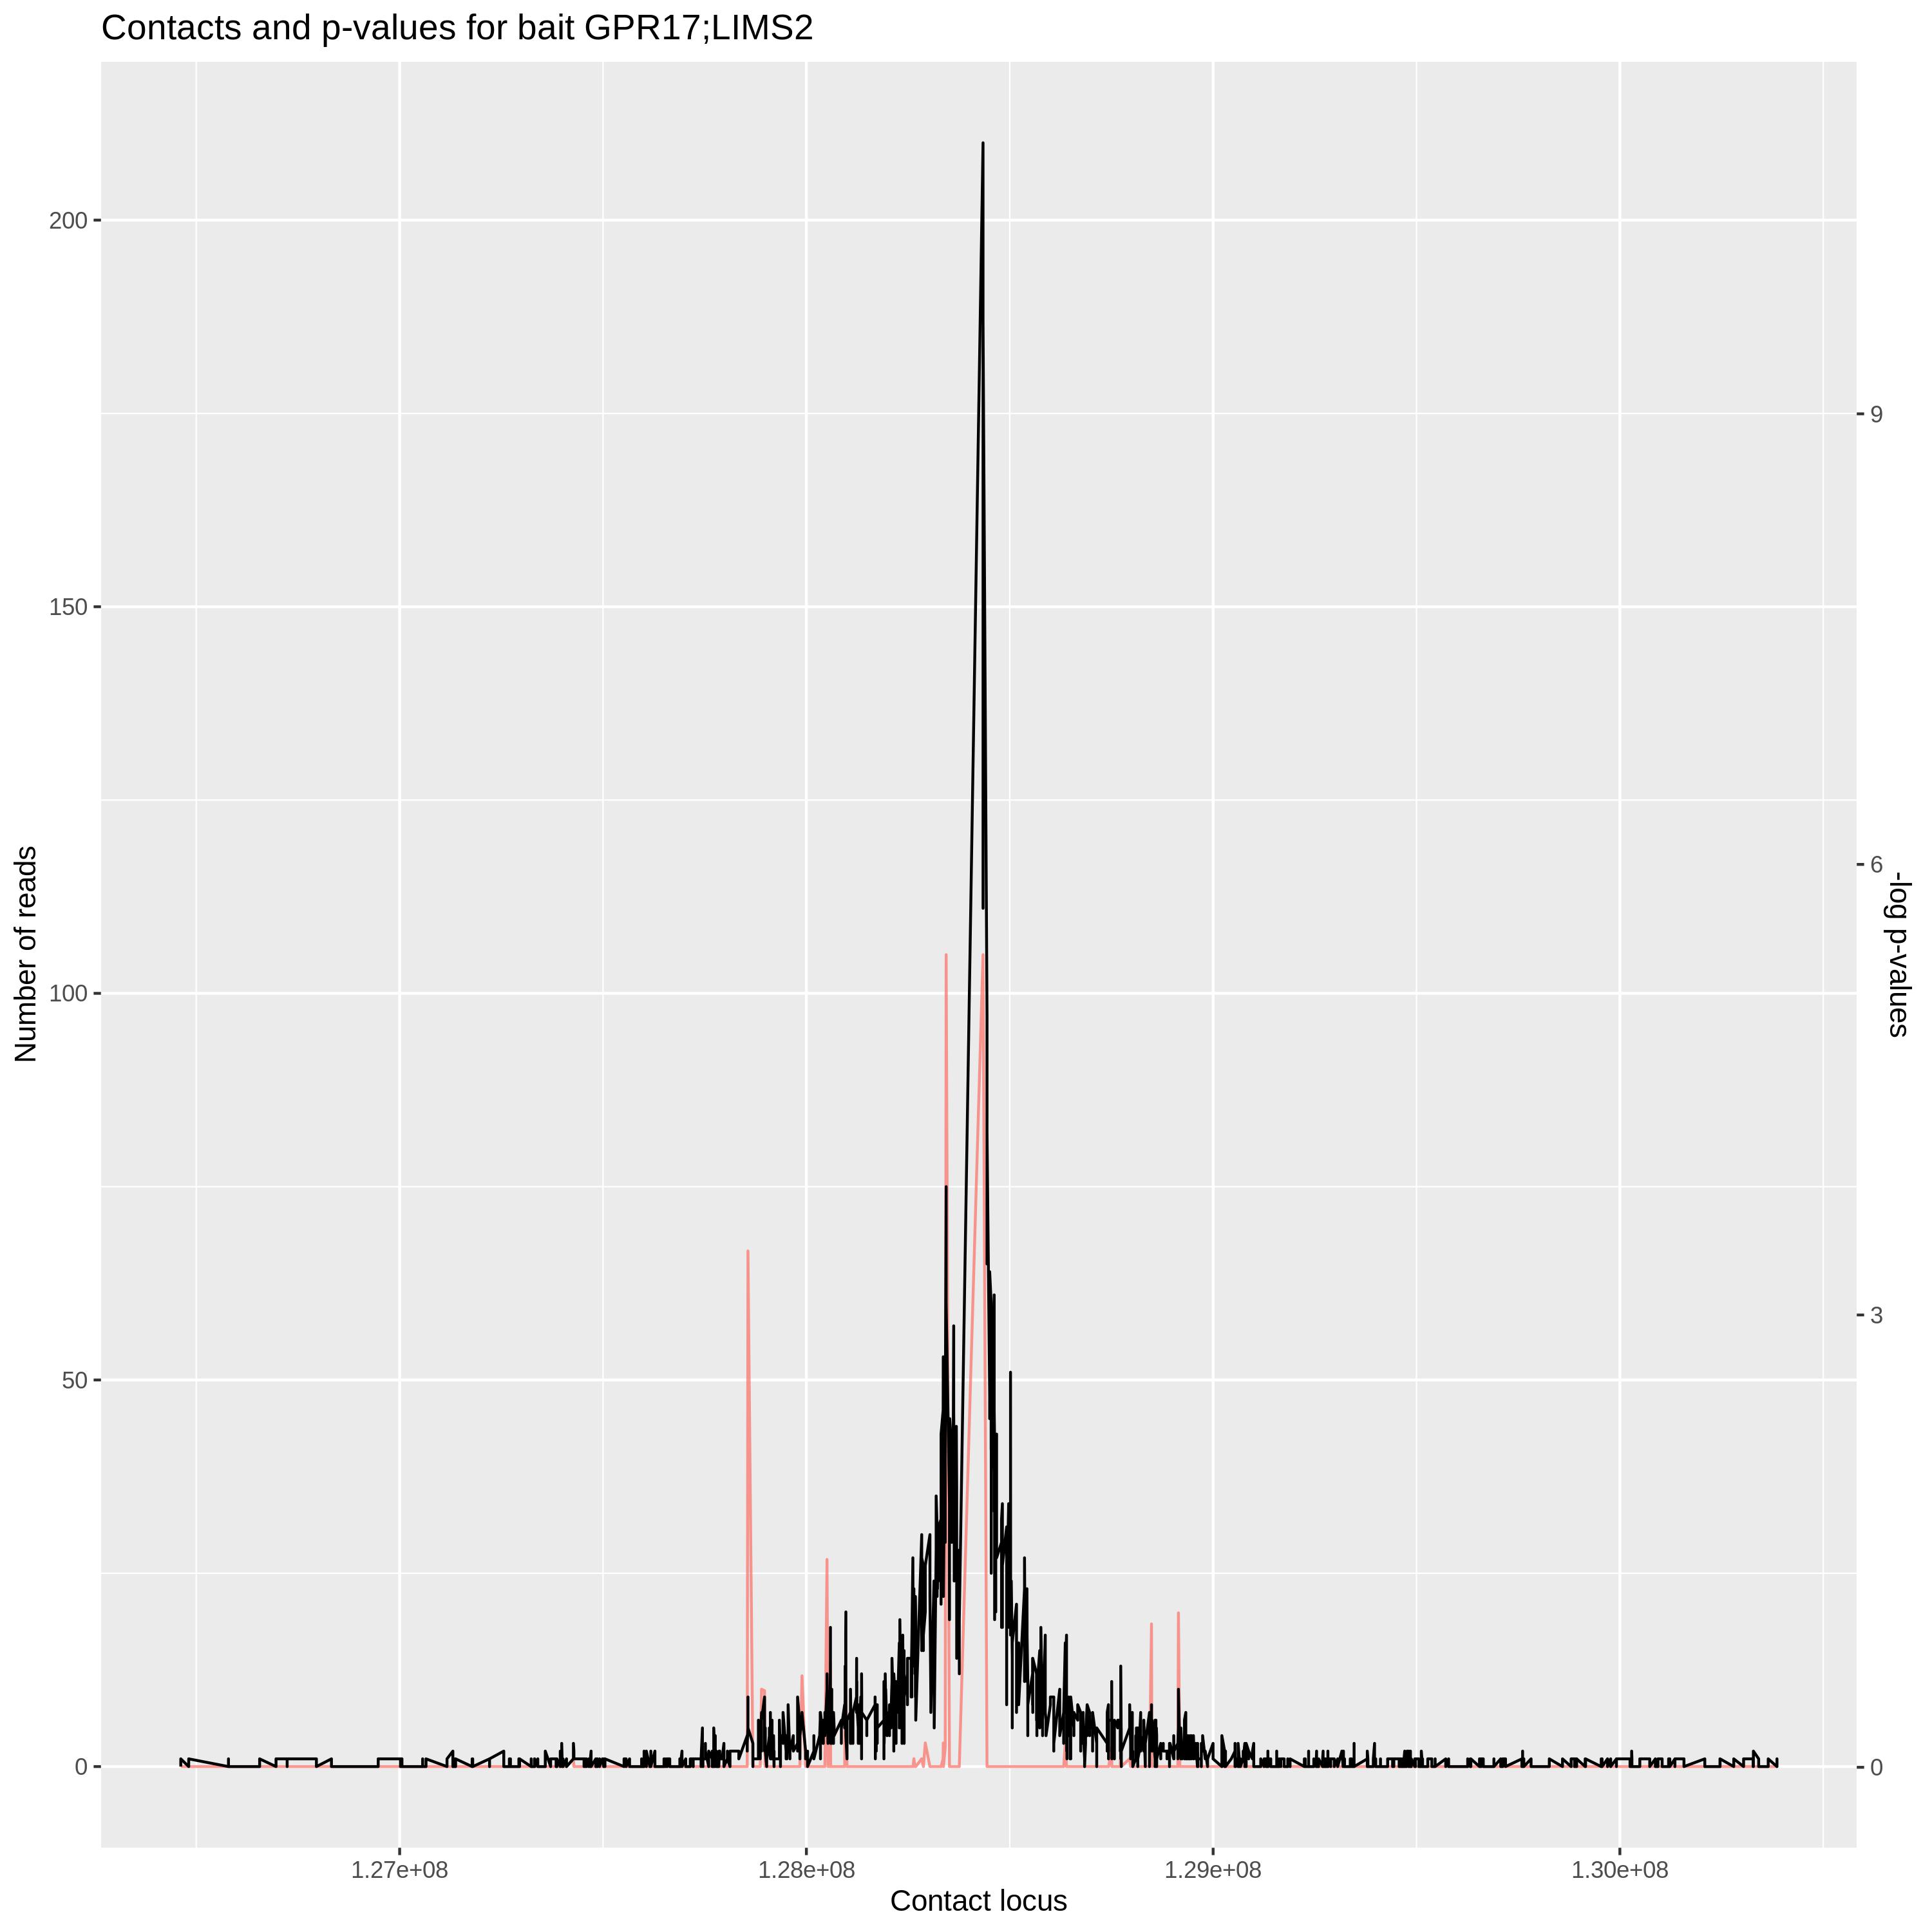 Contacts and p-values for bait GPR17;LIMS2
200
150
100
50
0
Number of reads
9
6
3
0
-log p-values
1.27e+08
1.28e+08
1.29e+08
1.30e+08
Contact locus